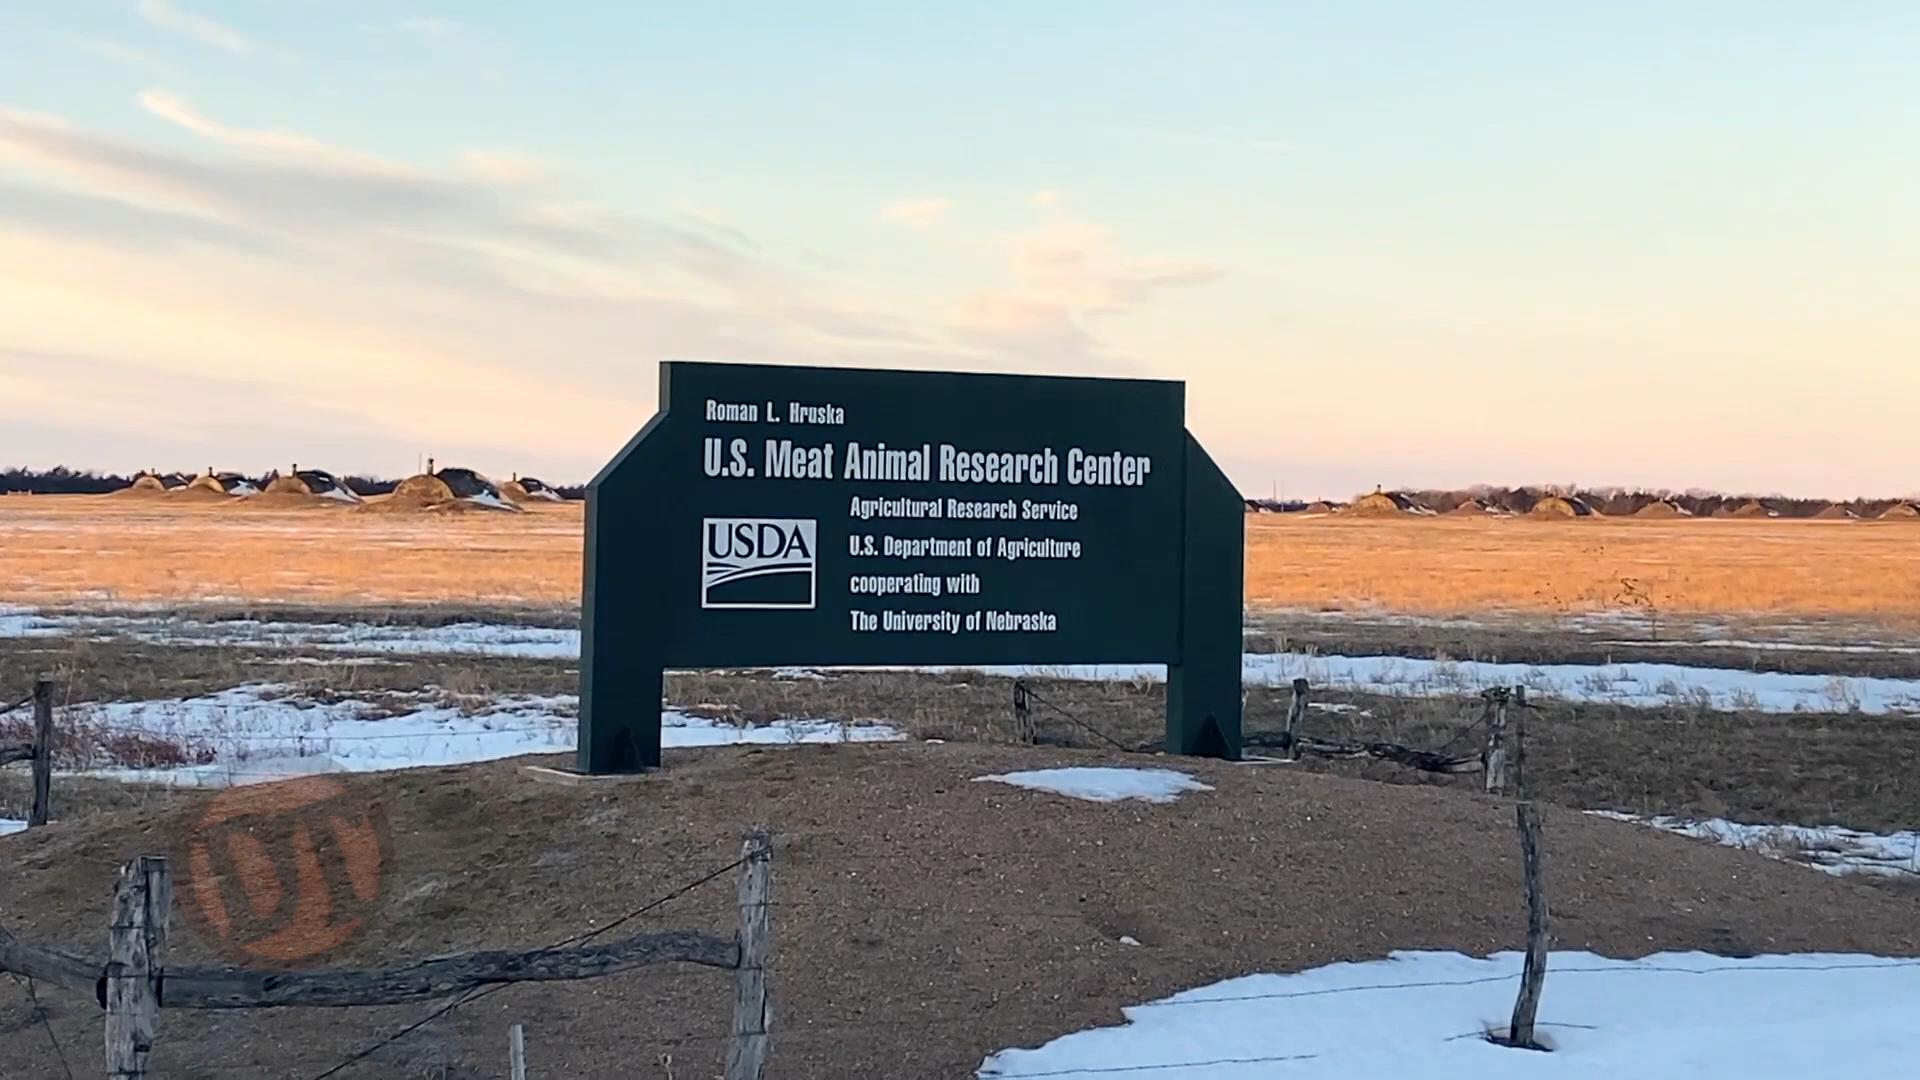 Roman L. Hruska
U.S. Meat Animal Research Center
Agricultural Research Service
USDA
U.S. Department of Agriculture
cooperating with
The University of Nebraska